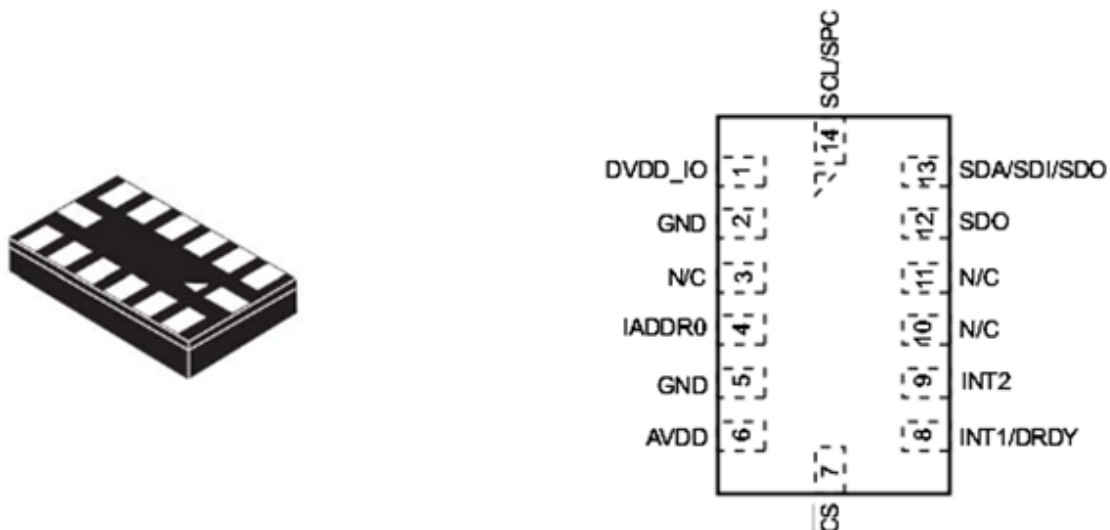 SCL/SPC
14
DVDD_IO 1
13 SDA/SDI/SDO
GND 2
12 SDO
N/C 3
11 N/C
IADDR0 4
10 N/C
GND 5
9 INT2
AVDD 6
8 INT1/DRDY
7
CS